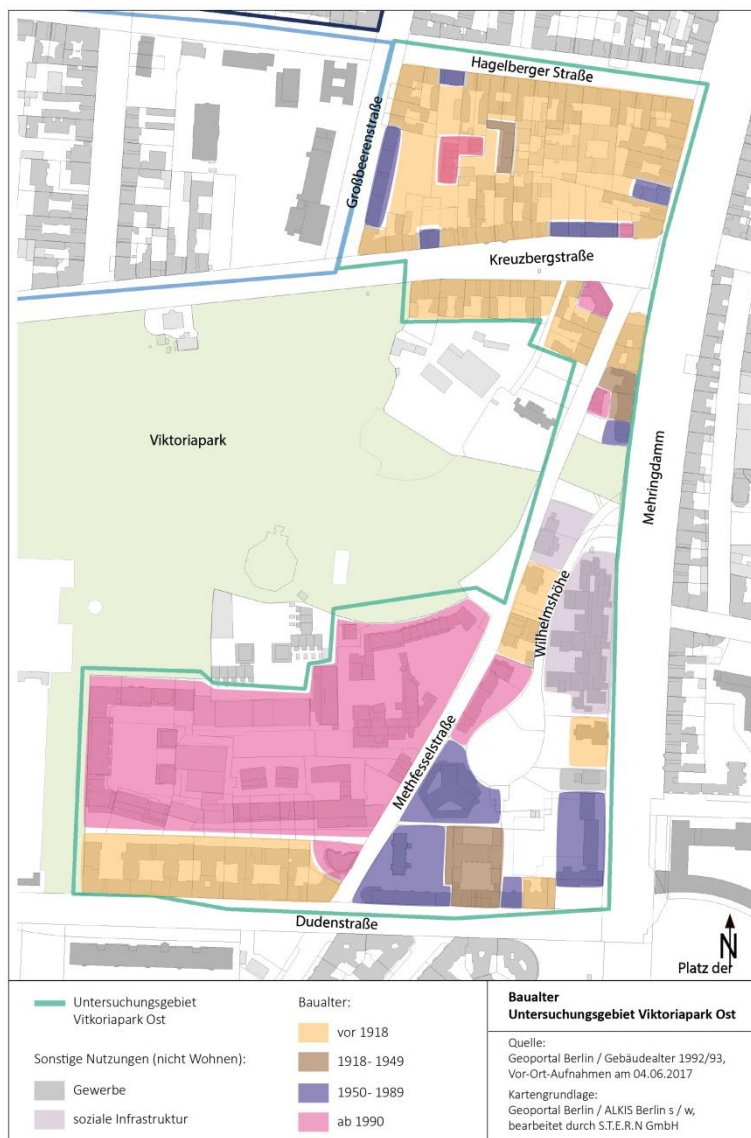 Hagelberger Straße
Großbeerenstraße
Kreuzbergstraße
Viktoriapark
Mehringdamm
Wilhelmshöhe
Methfesselstraße
Dudenstraße
N
Platz der
Untersuchungsgebiet
Vitkoriapark Ost
Sonstige Nutzungen (nicht Wohnen):
Gewerbe
soziale Infrastruktur
Baualter:
vor 1918
1918- 1949
1950- 1989
ab 1990
Baualter
Untersuchungsgebiet Viktoriapark Ost
Quelle:
Geoportal Berlin / Gebäudealter 1992/93,
Vor-Ort-Aufnahmen am 04.06.2017
Kartengrundlage:
Geoportal Berlin / ALKIS Berlin s / w,
bearbeitet durch S.T.E.R.N GmbH